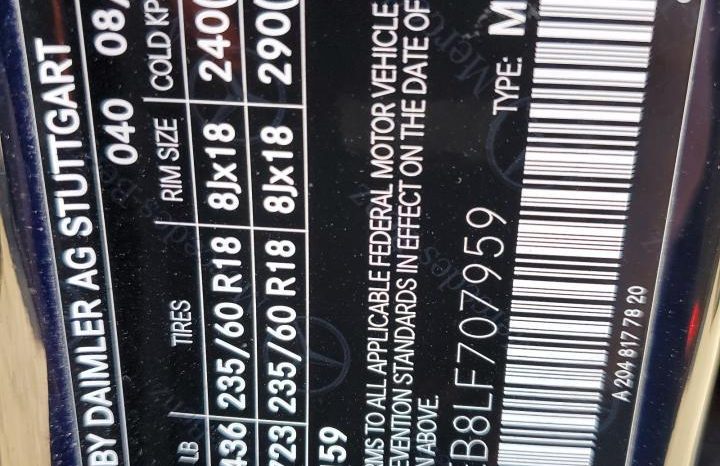 BY DAIMLER AG STUTTGART
040 08/
LB TIRES RIM SIZE COLD KP
436 235/60 R18 8Jx18 240(
723 235/60 R18 8Jx18 290(
59
RMS TO ALL APPLICABLE FEDERAL MOTOR VEHICLE
EVENTION STANDARDS IN EFFECT ON THE DATE OF
N ABOVE.
EB8LF707959 TYPE: M
A 204 817 78 20